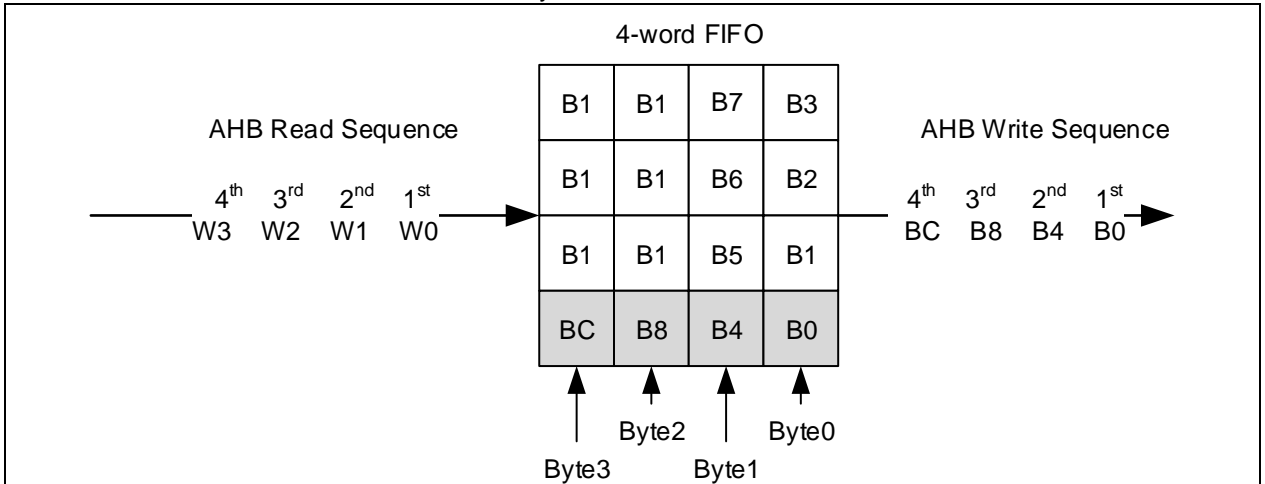 4-word FIFO
B1 B1 B7 B3
AHB Read Sequence
AHB Write Sequence
B1 B1 B6 B2
4th 3rd 2nd 1st
W3 W2 W1 W0
4th 3rd 2nd 1st
BC B8 B4 B0
B1 B1 B5 B1
BC B8 B4 B0
Byte2 Byte0
Byte3 Byte1